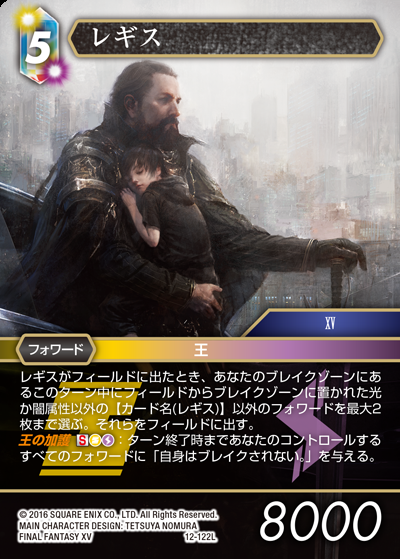 5
レギス
XV
フォワード
王
レギスがフィールドに出たとき、あなたのブレイクゾーンにあ
るこのターン中にフィールドからブレイクゾーンに置かれた光
か闇属性以外の【カード名(レギス)】以外のフォワードを最大2
枚まで選ぶ。それらをフィールドに出す。
王の加護 S:ターン終了時まであなたのコントロールする
すべてのフォワードに「自身はブレイクされない。」を与える。
© 2016 SQUARE ENIX CO., LTD. All Rights Reserved.
MAIN CHARACTER DESIGN: TETSUYA NOMURA
FINAL FANTASY XV
12-122L
8000